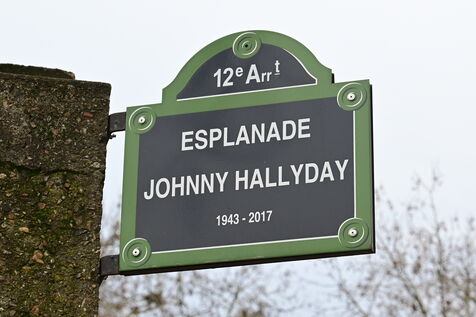 12e Arrt
ESPLANADE
JOHNNY HALLYDAY
1943 - 2017